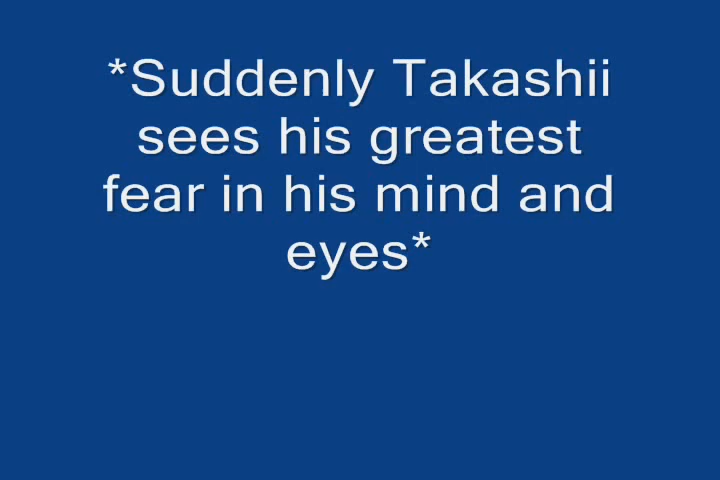 *Suddenly Takashii
sees his greatest
fear in his mind and
eyes*